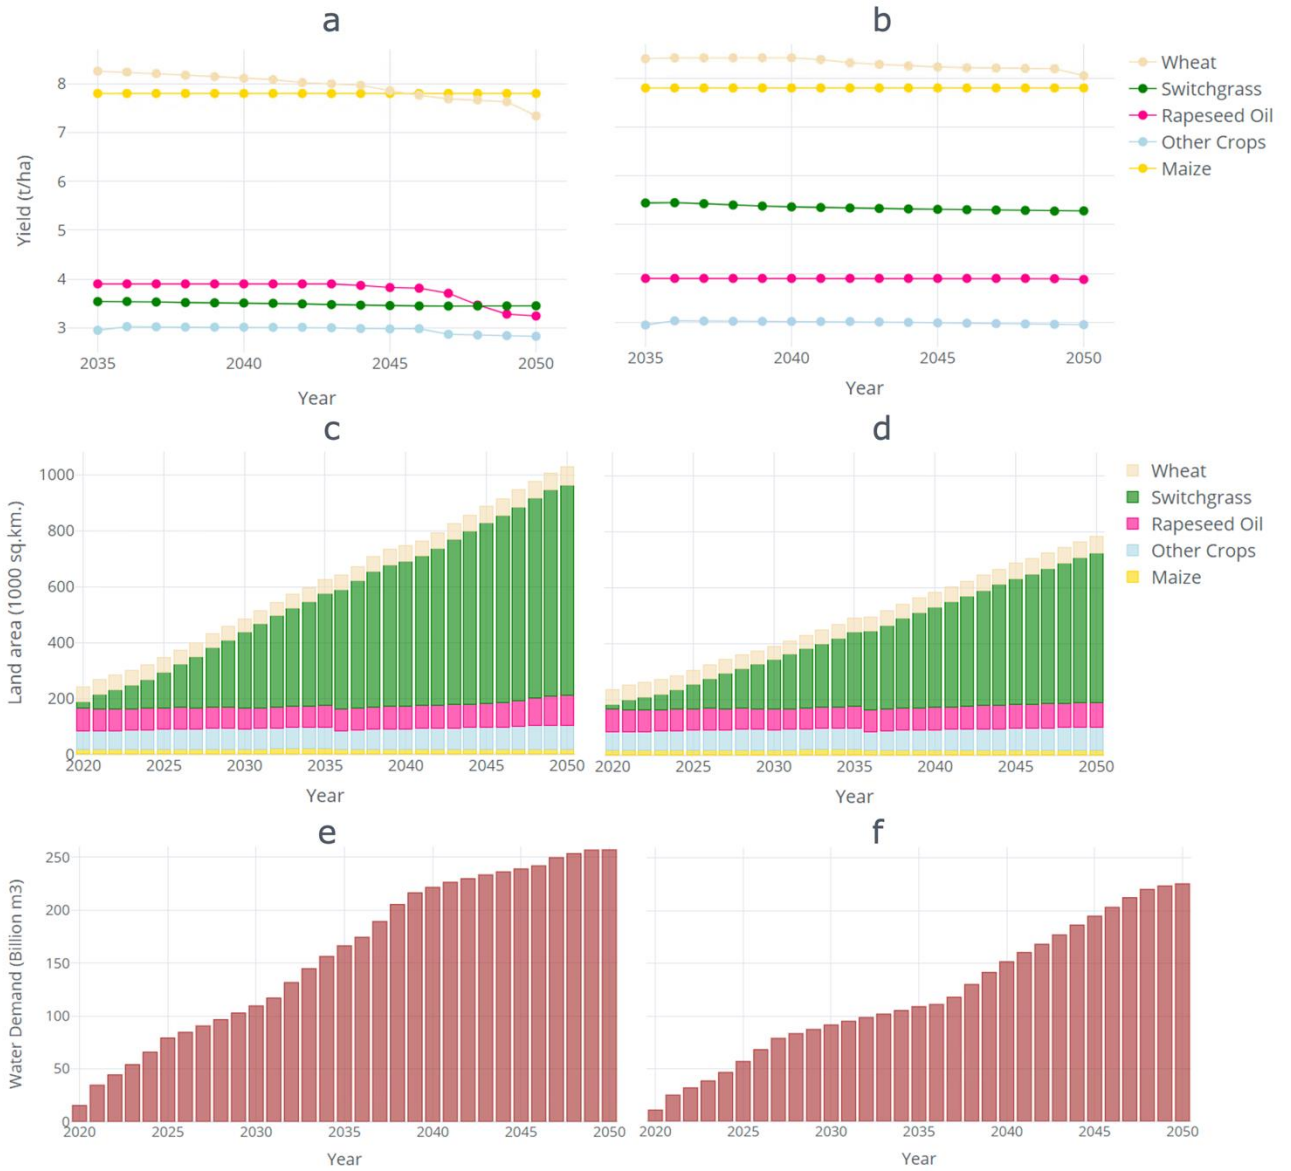 a
b
8
7
6
5
4
3
Yield (t/ha)
2035 2040 2045 2050
Year
2035 2040 2045 2050
Year
Wheat
Switchgrass
Rapeseed Oil
Other Crops
Maize
c
d
1000
800
600
400
200
0
Land area (1000 sq.km.)
2020 2025 2030 2035 2040 2045 2050
Year
2020 2025 2030 2035 2040 2045 2050
Year
Wheat
Switchgrass
Rapeseed Oil
Other Crops
Maize
e
f
250
200
150
100
50
0
Water Demand (Billion m3)
2020 2025 2030 2035 2040 2045 2050
Year
2020 2025 2030 2035 2040 2045 2050
Year